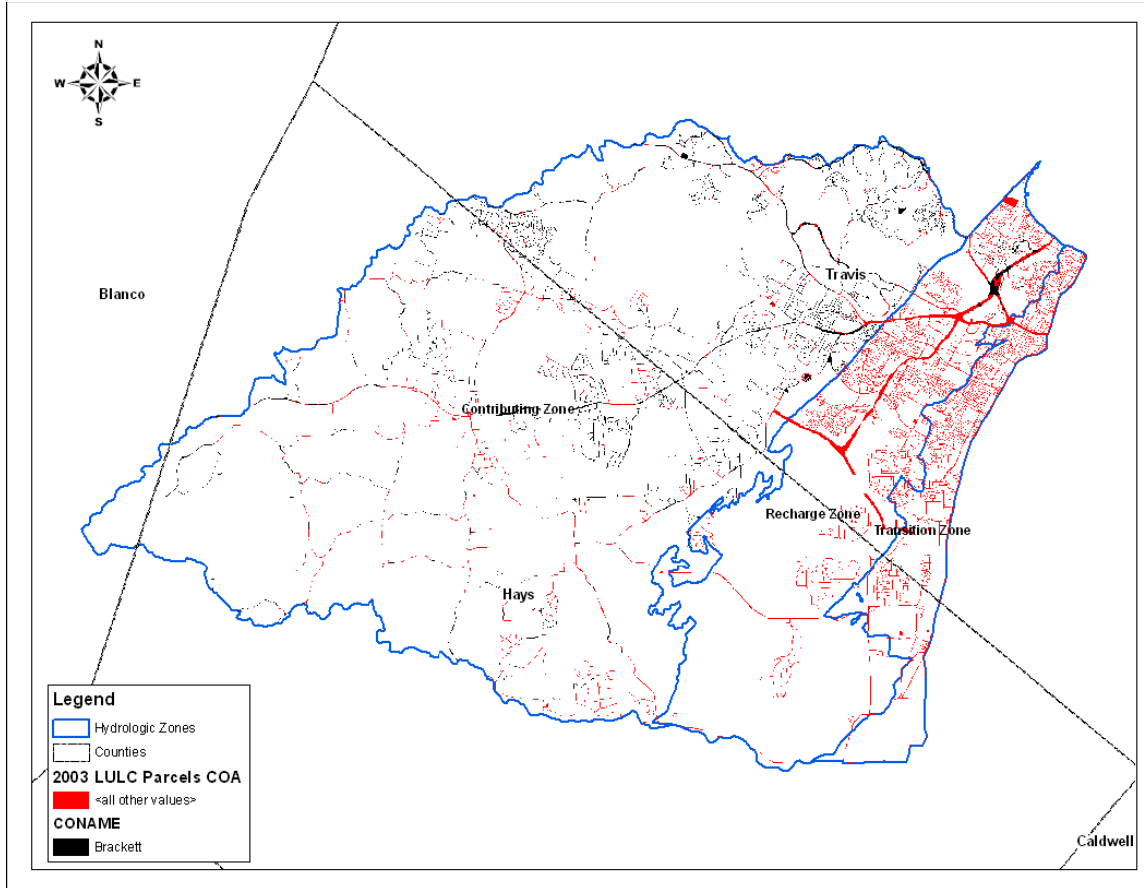 N
W E
S
Blanco
Travis
Contributing Zone
Recharge Zone
Transition Zone
Hays
Legend
Hydrologic Zones
Counties
2003 LULC Parcels COA
<all other values>
CONAME
Brackett
Caldwell